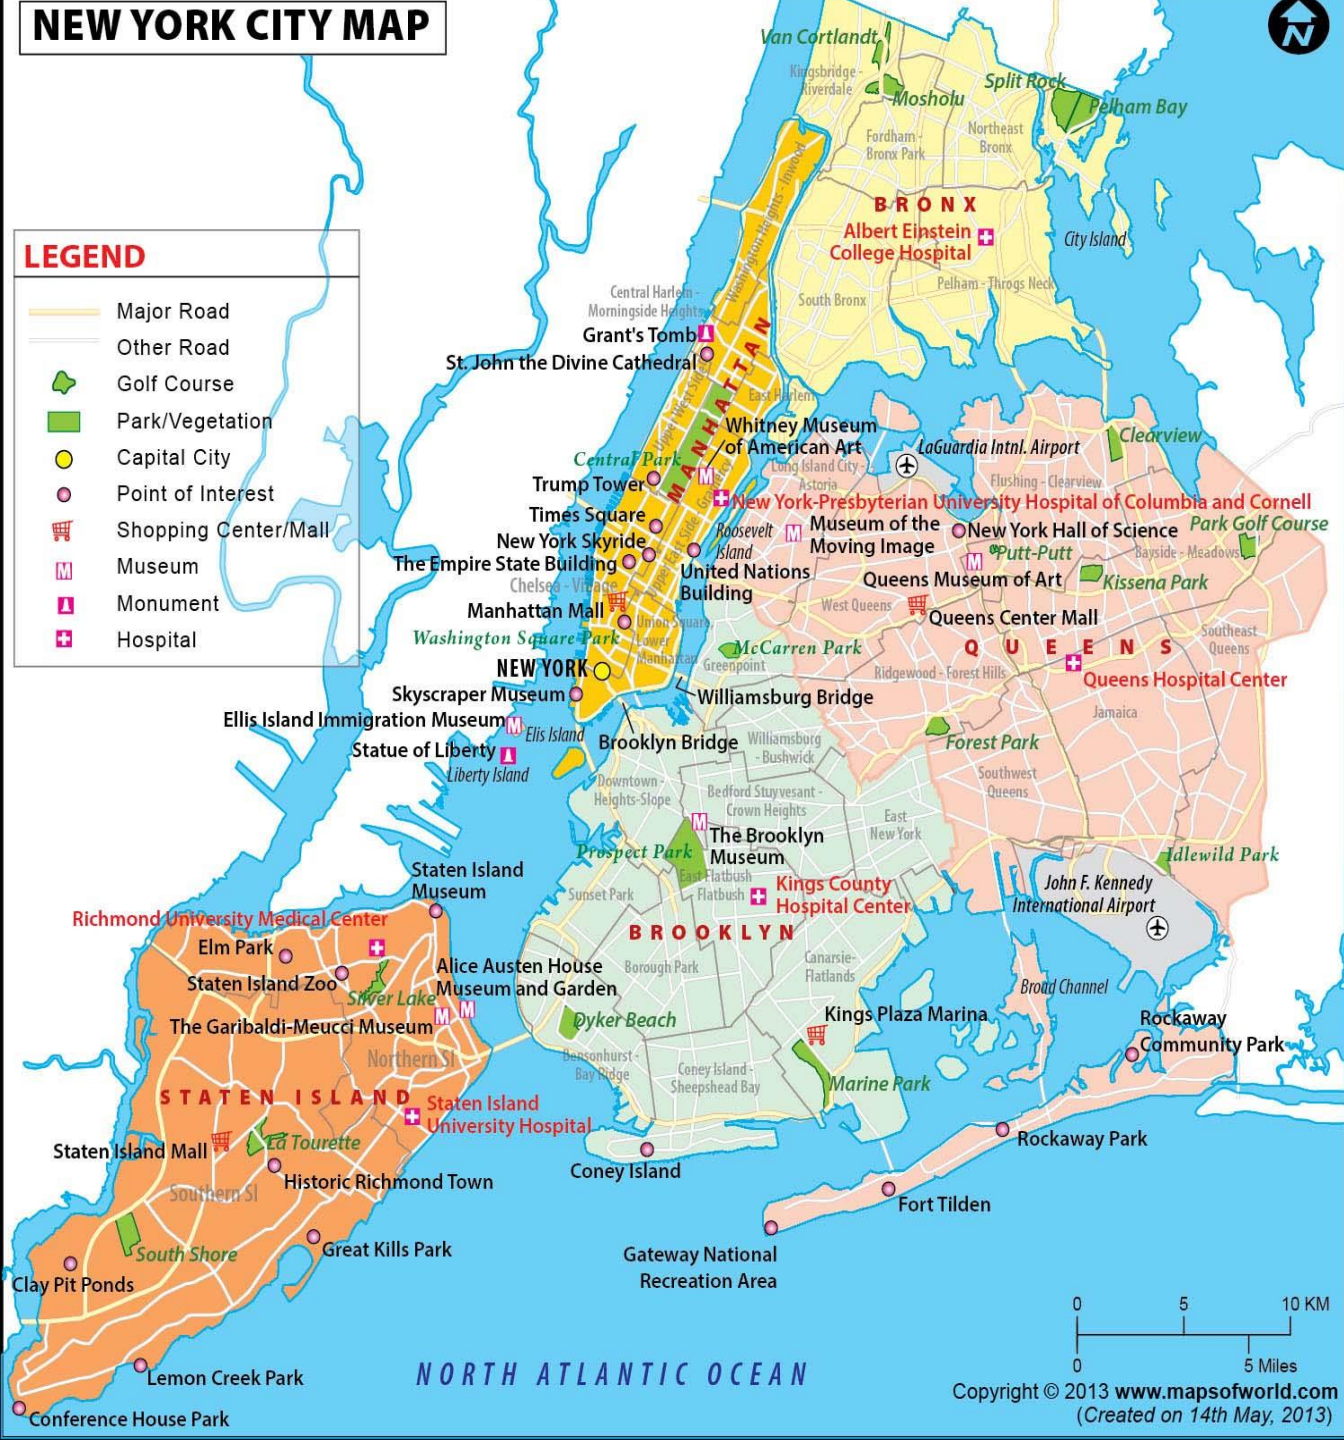 NEW YORK CITY MAP
N
LEGEND
Major Road
Other Road
Golf Course
Park/Vegetation
Capital City
Point of Interest
Shopping Center/Mall
M
Museum
Monument
Hospital
Van Cortlandt
Kingsbridge -
Riverdale
Mosholu
Split Rock
Pelham Bay
Fordham -
Bronx Park
Northeast
Bronx
BRONX
Albert Einstein
College Hospital
City Island
Pelham - Throgs Neck
South Bronx
Washington Heights - Inwood
Central Harlem -
Morningside Heights
Grant's Tomb
St. John the Divine Cathedral
MANHATTAN
Upper West Side
East Harlem
Whitney Museum
of American Art
Central Park
M
Trump Tower
Times Square
New York Skyride
The Empire State Building
Chelsea - Village
Manhattan Mall
Upper East Side - Gramercy
Roosevelt
Island
United Nations
Building
Washington Square Park
Union Square,
Lower
Manhattan
NEW YORK
Skyscraper Museum
Ellis Island Immigration Museum
M
Elis Island
Statue of Liberty
Liberty Island
Williamsburg Bridge
Brooklyn Bridge
LaGuardia Intnl. Airport
Clearview
Long Island City -
Astoria
Flushing - Clearview
New York-Presbyterian University Hospital of Columbia and Cornell
M
Museum of the
Moving Image
New York Hall of Science
Park Golf Course
Putt-Putt
Bayside - Meadows
M
Queens Museum of Art
Kissena Park
West Queens
Queens Center Mall
QUEENS
Southeast
Queens
Ridgewood - Forest Hills
Queens Hospital Center
Jamaica
Forest Park
Southwest
Queens
McCarren Park
Greenpoint
Williamsburg
- Bushwick
Downtown -
Heights-Slope
Bedford Stuyvesant -
Crown Heights
East
New York
M
The Brooklyn
Museum
Prospect Park
East Flatbush
Flatbush
Sunset Park
Kings County
Hospital Center
BROOKLYN
Borough Park
Canarsie-
Flatlands
Idlewild Park
John F. Kennedy
International Airport
Broad Channel
Kings Plaza Marina
Dyker Beach
Bensonhurst -
Bay Ridge
Coney Island -
Sheepshead Bay
Marine Park
Coney Island
Rockaway
Community Park
Rockaway Park
Fort Tilden
Gateway National
Recreation Area
Staten Island
Museum
Richmond University Medical Center
Elm Park
Staten Island Zoo
Silver Lake
Alice Austen House
Museum and Garden
M
M
The Garibaldi-Meucci Museum
Northern SI
STATEN ISLAND
Staten Island
University Hospital
Staten Island Mall
La Tourette
Historic Richmond Town
Southern SI
South Shore
Great Kills Park
Clay Pit Ponds
Lemon Creek Park
Conference House Park
NORTH ATLANTIC OCEAN
0 5 10 KM
0 5 Miles
Copyright © 2013 www.mapsofworld.com
(Created on 14th May, 2013)